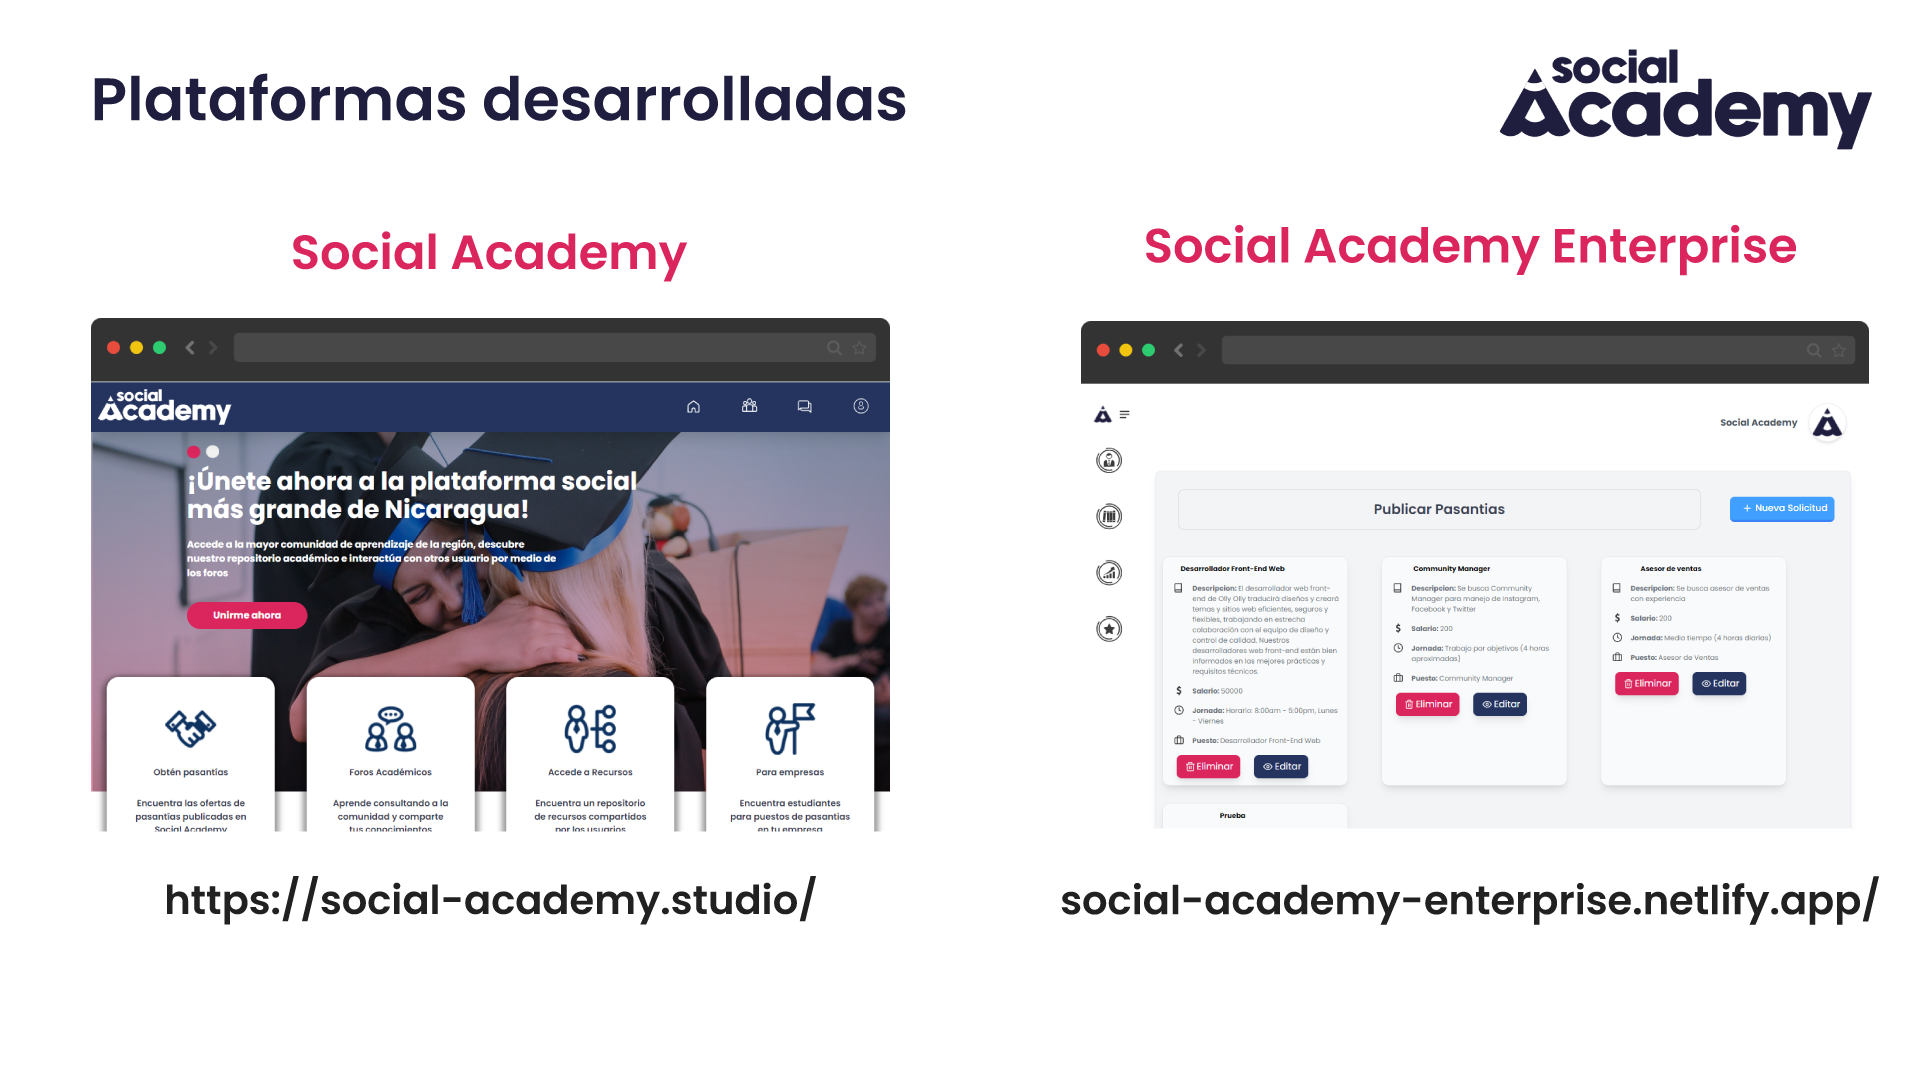 Plataformas desarrolladas
social
Academy
Social Academy
social
Academy
¡Únete ahora a la plataforma social
más grande de Nicaragua!
Accede a la mayor comunidad de aprendizaje de la región, descubre
nuestro repositorio académico e interactúa con otros usuario por medio de
los foros
Unirme ahora
Obtén pasantías
Encuentra las ofertas de
pasantías publicadas en
Social Academy
Foros Académicos
Aprende consultando a la
comunidad y comparte
tus conocimientos
Accede a Recursos
Encuentra un repositorio
de recursos compartidos
por los usuarios
Para empresas
Encuentra estudiantes
para puestos de pasantías
en tu empresa
https://social-academy.studio/
Social Academy Enterprise
Social Academy
Publicar Pasantias
+ Nueva Solicitud
Desarrollador Front-End Web
Descripcion: El desarrollador web front-
end de Olly Olly traducirá diseños y creará
temas y sitios web eficientes, seguros y
flexibles, trabajando en estrecha
colaboración con el equipo de diseño y
control de calidad, Nuestros
desarrolladores web front-end están bien
informados en las mejores prácticas y
requisitos técnicos.
Salario: 50000
Jornada: Horario: 8:00am - 5:00pm, Lunes
- Viernes
Puesto: Desarrollador Front-End Web
Eliminar
Editar
Community Manager
Descripcion: Se busca Community
Manager para manejo de Instagram,
Facebook y Twitter
Salario: 200
Jornada: Trabajo por objetivos (4 horas
aproximadas)
Puesto: Community Manager
Eliminar
Editar
Asesor de ventas
Descripcion: Se busca asesor de ventas
con experiencia
Salario: 200
Jornada: Medio tiempo (4 horas diarias)
Puesto: Asesor de Ventas
Eliminar
Editar
Prueba
social-academy-enterprise.netlify.app/